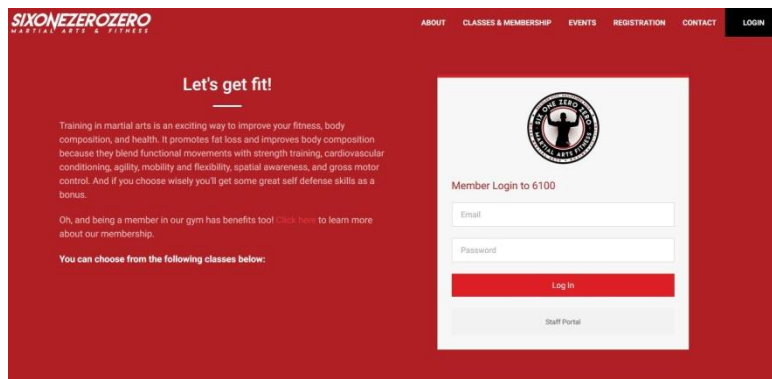 SIXONEZEROZERO
MARTIAL ARTS & FITNESS
ABOUT CLASSES & MEMBERSHIP EVENTS REGISTRATION CONTACT LOGIN
Let's get fit!
Training in martial arts is an exciting way to improve your fitness, body
composition, and health. It promotes fat loss and improves body composition
because they blend functional movements with strength training, cardiovascular
conditioning, agility, mobility and flexibility, spatial awareness, and gross motor
control. And if you choose wisely you'll get some great self defense skills as a
bonus.
Oh, and being a member in our gym has benefits too! Click here to learn more
about our membership.
You can choose from the following classes below:
SIX ONE ZERO ZERO
MARTIAL ARTS FITNESS
Member Login to 6100
Email
Password
Log In
Staff Portal